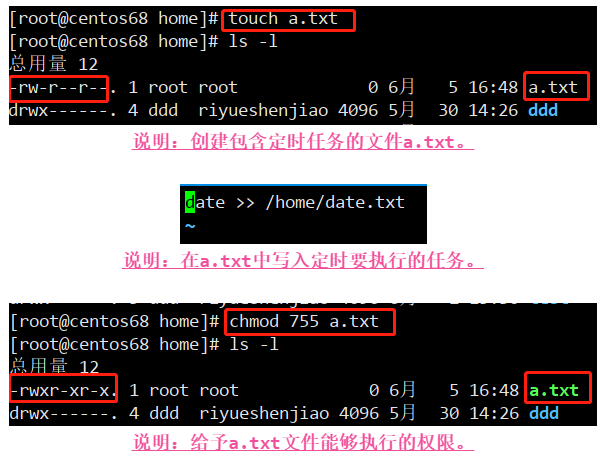 [root@centos68 home]# touch a.txt
[root@centos68 home]# ls -l
总用量 12
-rw-r--r--. 1 root root 0 6月 5 16:48 a.txt
drwx------. 4 ddd riyueshenjiao 4096 5月 30 14:26 ddd
说明：创建包含定时任务的文件a.txt。
date >> /home/date.txt
~
说明：在a.txt中写入定时要执行的任务。
[root@centos68 home]# chmod 755 a.txt
[root@centos68 home]# ls -l
总用量 12
-rwxr-xr-x. 1 root root 0 6月 5 16:48 a.txt
drwx------. 4 ddd riyueshenjiao 4096 5月 30 14:26 ddd
说明：给予a.txt文件能够执行的权限。